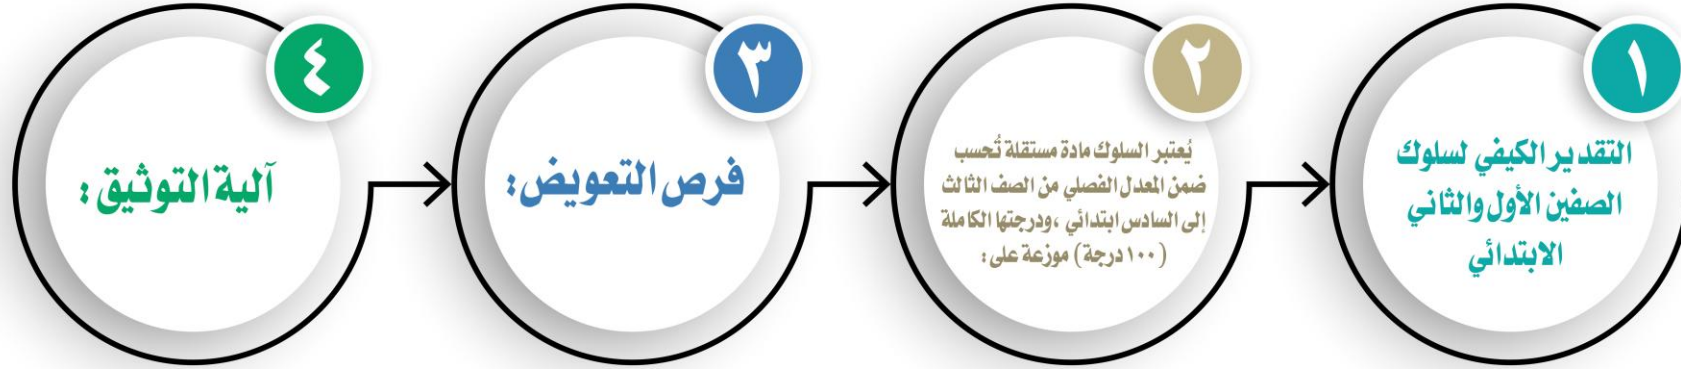 ١
التقدير الكيفي لسلوك
الصفين الأول والثاني
الابتدائي
٢
يُعتبر السلوك مادة مستقلة تُحسب
ضمن المعدل الفصلي من الصف الثالث
إلى السادس ابتدائي ،ودرجتها الكاملة
(١٠٠ درجة) موزعة على :
٣
فرص التعويض :
٤
آلية التوثيق :